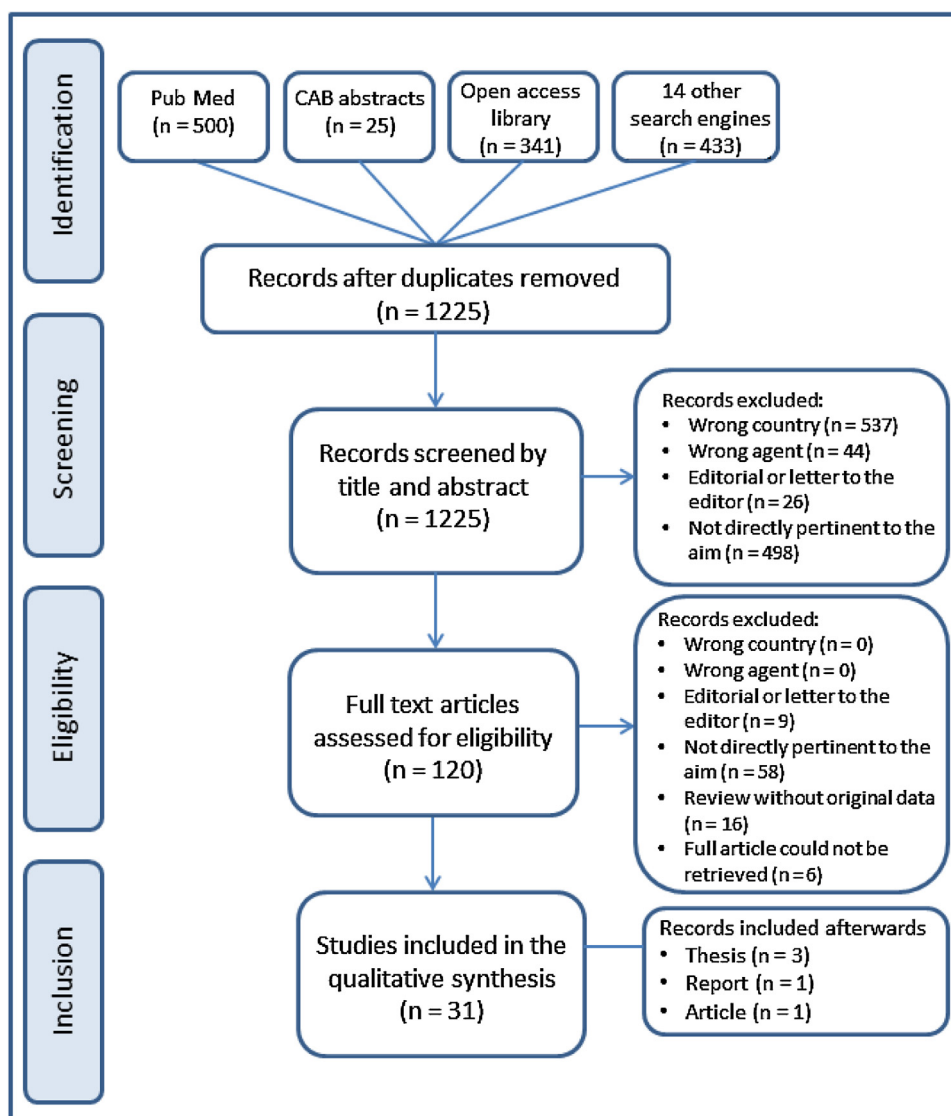 Identification
Pub Med
(n = 500)
CAB abstracts
(n = 25)
Open access
library
(n = 341)
14 other
search engines
(n = 433)
Records after duplicates removed
(n = 1225)
Screening
Records screened by
title and abstract
(n = 1225)
Records excluded:
• Wrong country (n = 537)
• Wrong agent (n = 44)
• Editorial or letter to the
editor (n = 26)
• Not directly pertinent to the
aim (n = 498)
Eligibility
Full text articles
assessed for eligibility
(n = 120)
Records excluded:
• Wrong country (n = 0)
• Wrong agent (n = 0)
• Editorial or letter to the
editor (n = 9)
• Not directly pertinent to the
aim (n = 58)
• Review without original data
(n = 16)
• Full article could not be
retrieved (n = 6)
Inclusion
Studies included in the
qualitative synthesis
(n = 31)
Records included afterwards
• Thesis (n = 3)
• Report (n = 1)
• Article (n = 1)